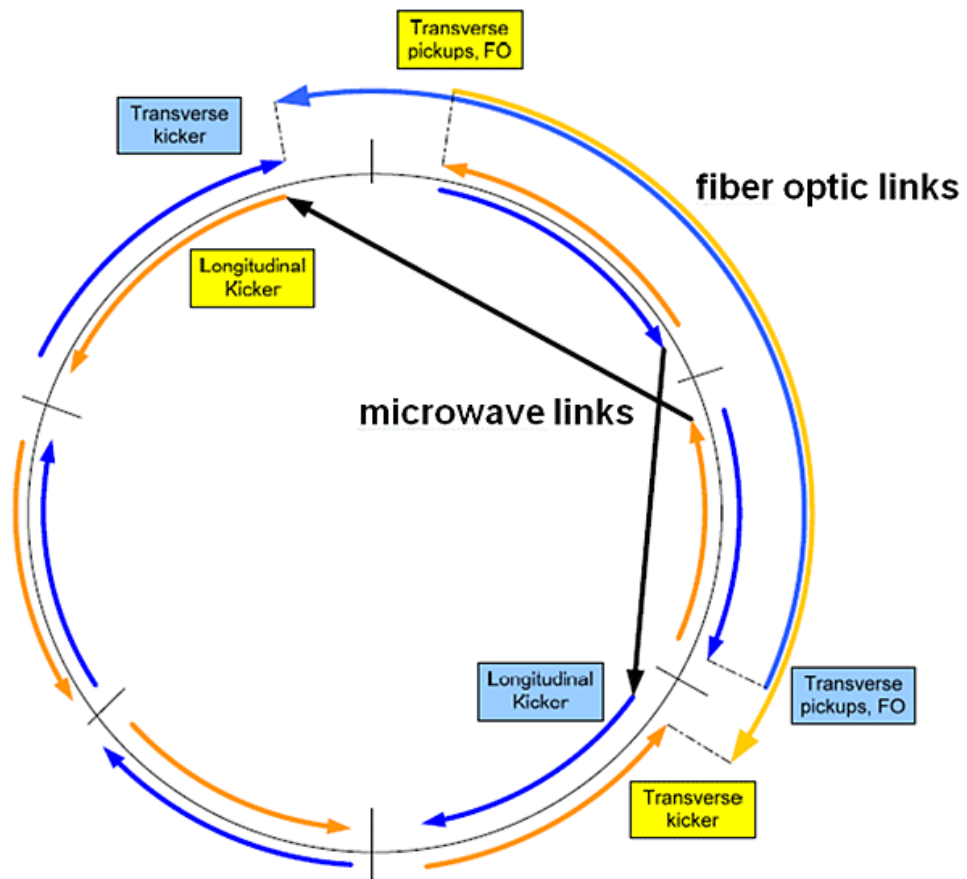 Transverse
pickups, FO
Transverse
kicker
fiber optic links
Longitudinal
Kicker
microwave links
Longitudinal
Kicker
Transverse
pickups, FO
Transverse
kicker